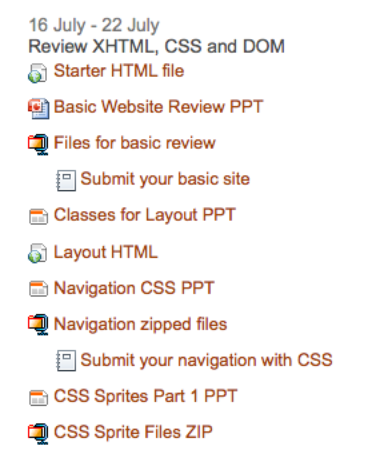 16 July - 22 July
Review XHTML, CSS and DOM
Starter HTML file
Basic Website Review PPT
Files for basic review
Submit your basic site
Classes for Layout PPT
Layout HTML
Navigation CSS PPT
Navigation zipped files
Submit your navigation with CSS
CSS Sprites Part 1 PPT
CSS Sprite Files ZIP